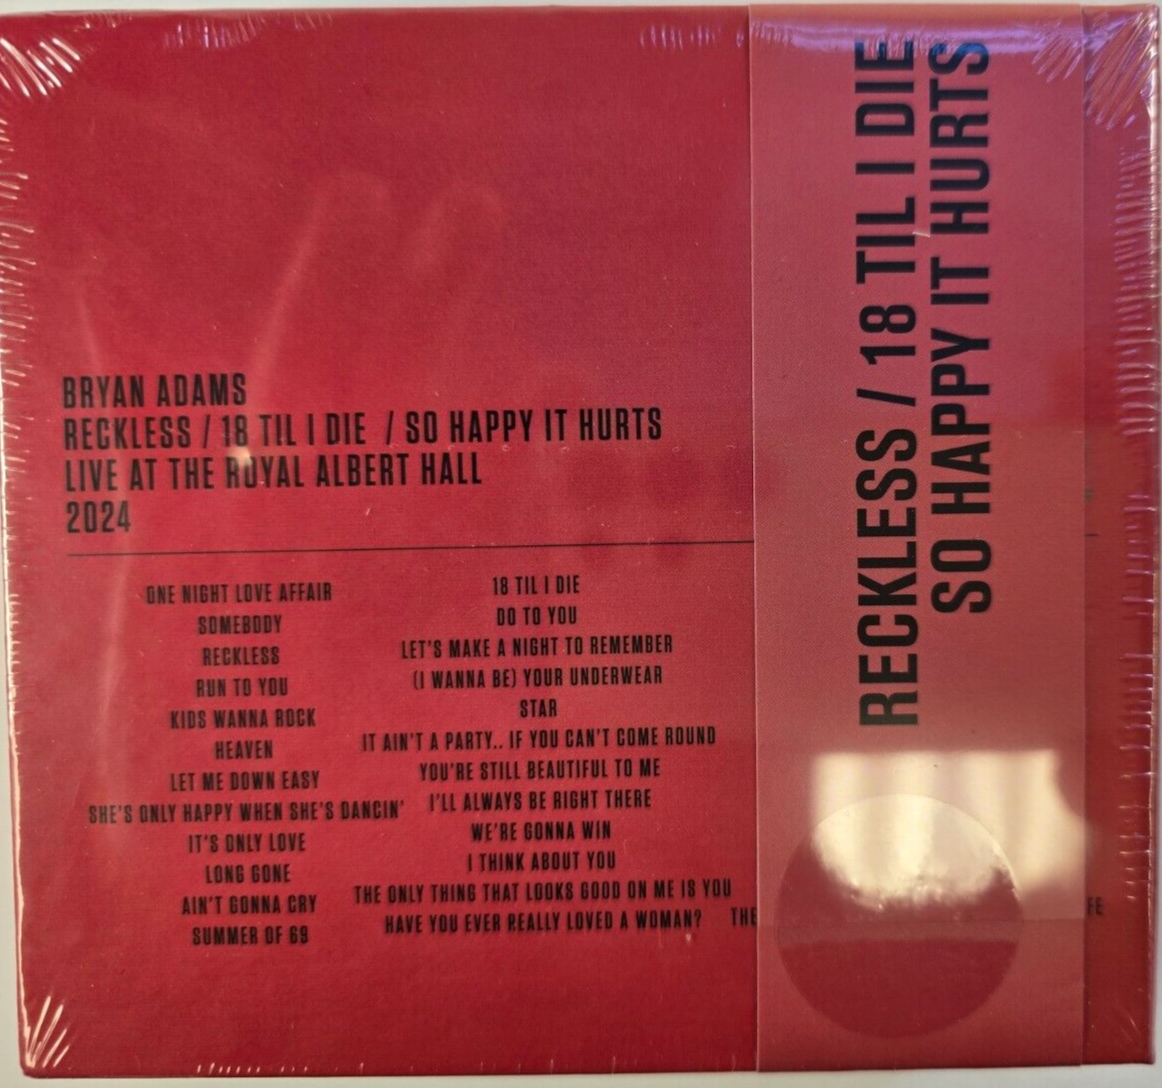 BRYAN ADAMS
RECKLESS / 18 TIL I DIE / SO HAPPY IT HURTS
LIVE AT THE ROYAL ALBERT HALL
2024
ONE NIGHT LOVE AFFAIR
SOMEBODY
RECKLESS
RUN TO YOU
KIDS WANNA ROCK
HEAVEN
LET ME DOWN EASY
SHE'S ONLY HAPPY WHEN SHE'S DANCIN'
IT'S ONLY LOVE
LONG GONE
AIN'T GONNA CRY
SUMMER OF 69
18 TIL I DIE
DO TO YOU
LET'S MAKE A NIGHT TO REMEMBER
(I WANNA BE) YOUR UNDERWEAR
STAR
IT AIN'T A PARTY.. IF YOU CAN'T COME ROUND
YOU'RE STILL BEAUTIFUL TO ME
I'LL ALWAYS BE RIGHT THERE
WE'RE GONNA WIN
I THINK ABOUT YOU
THE ONLY THING THAT LOOKS GOOD ON ME IS YOU
HAVE YOU EVER REALLY LOVED A WOMAN?
THE
RECKLESS / 18 TIL I DIE
SO HAPPY IT HURTS